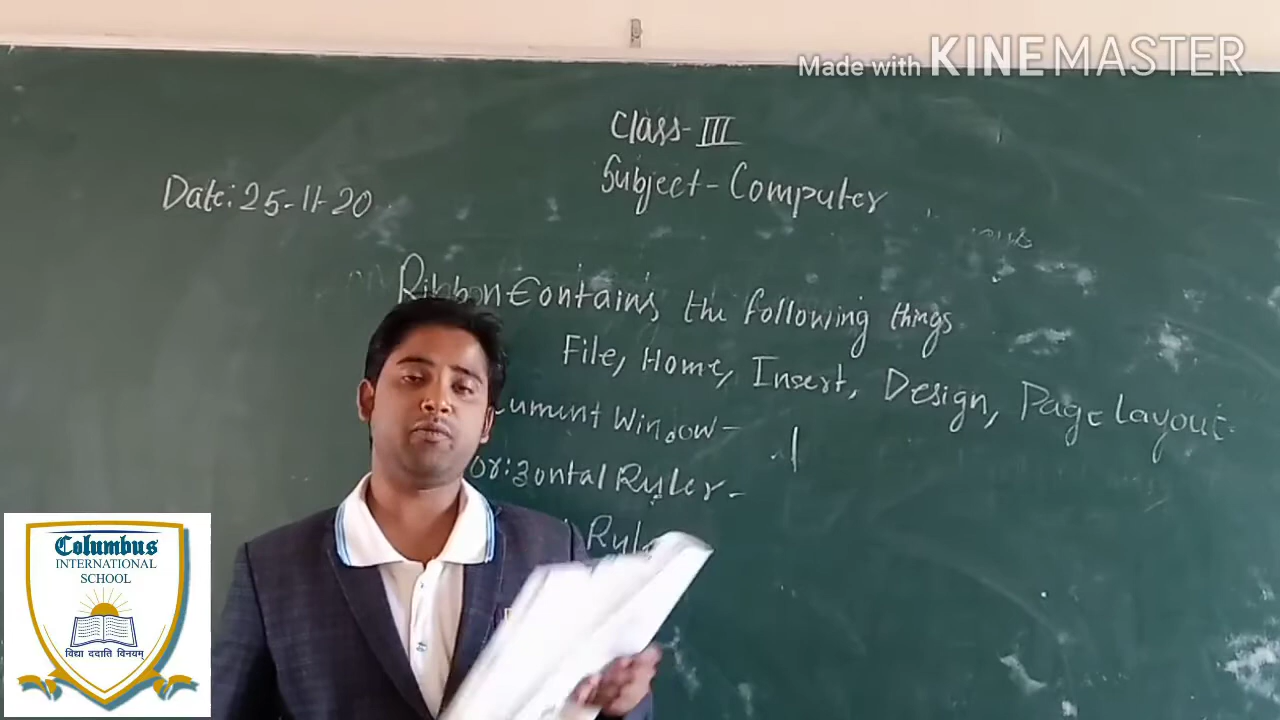 Made with KINEMASTER
Class-III
Subject-Computer
Date: 25-11-20
Ribbon Contains the following things
File, Home, Insert, Design, Page Layout
Window-
Ruler-
Columbus
INTERNATIONAL
SCHOOL
विद्या ददाति विनयम्